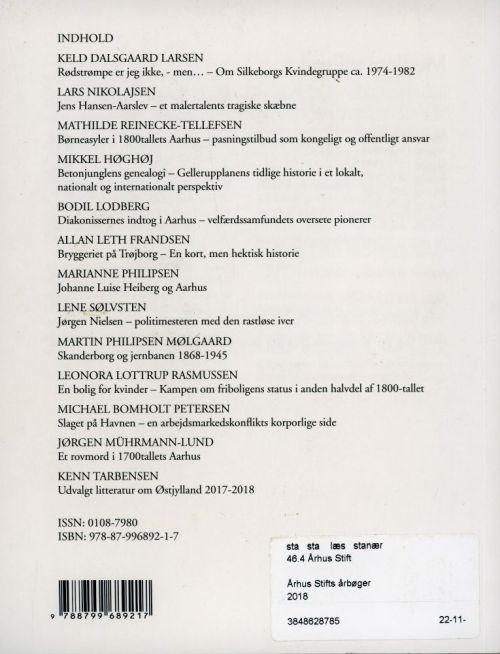 INDHOLD
KELD DALSGAARD LARSEN
Rødstrømpe er jeg ikke, - men… – Om Silkeborgs Kvindegruppe ca. 1974-1982
LARS NIKOLAJSEN
Jens Hansen-Aarslev – et malertalents tragiske skæbne
MATHILDE REINECKE-TELLEFSEN
Børneasyler i 1800tallets Aarhus – pasningstilbud som kongeligt og offentligt ansvar
MIKKEL HØGHØJ
Betonjunglens genealogi – Gellerupplanens tidlige historie i et lokalt,
nationalt og internationalt perspektiv
BODIL LODBERG
Diakonissernes indtog i Aarhus – velfærdssamfundets oversete pionerer
ALLAN LETH FRANDSEN
Bryggeriet på Trøjborg – En kort, men hektisk historie
MARIANNE PHILIPSEN
Johanne Luise Heiberg og Aarhus
LENE SØLVSTEN
Jørgen Nielsen – politimesteren med den rastløse iver
MARTIN PHILIPSEN MØLGAARD
Skanderborg og jernbanen 1868-1945
LEONORA LOTTRUP RASMUSSEN
En bolig for kvinder – Kampen om friboligens status i anden halvdel af 1800-tallet
MICHAEL BOMHOLT PETERSEN
Slaget på Havnen – en arbejdsmarkedskonflikts korporlige side
JØRGEN MÜHRMANN-LUND
Et rovmord i 1700tallets Aarhus
KENN TARBENSEN
Udvalgt litteratur om Østjylland 2017-2018
ISSN: 0108-7980
ISBN: 978-87-996892-1-7
9 788799 689217
sta sta læs stanær
46.4 Århus Stift
Århus Stifts årbøger
2018
3848628785 22-11-